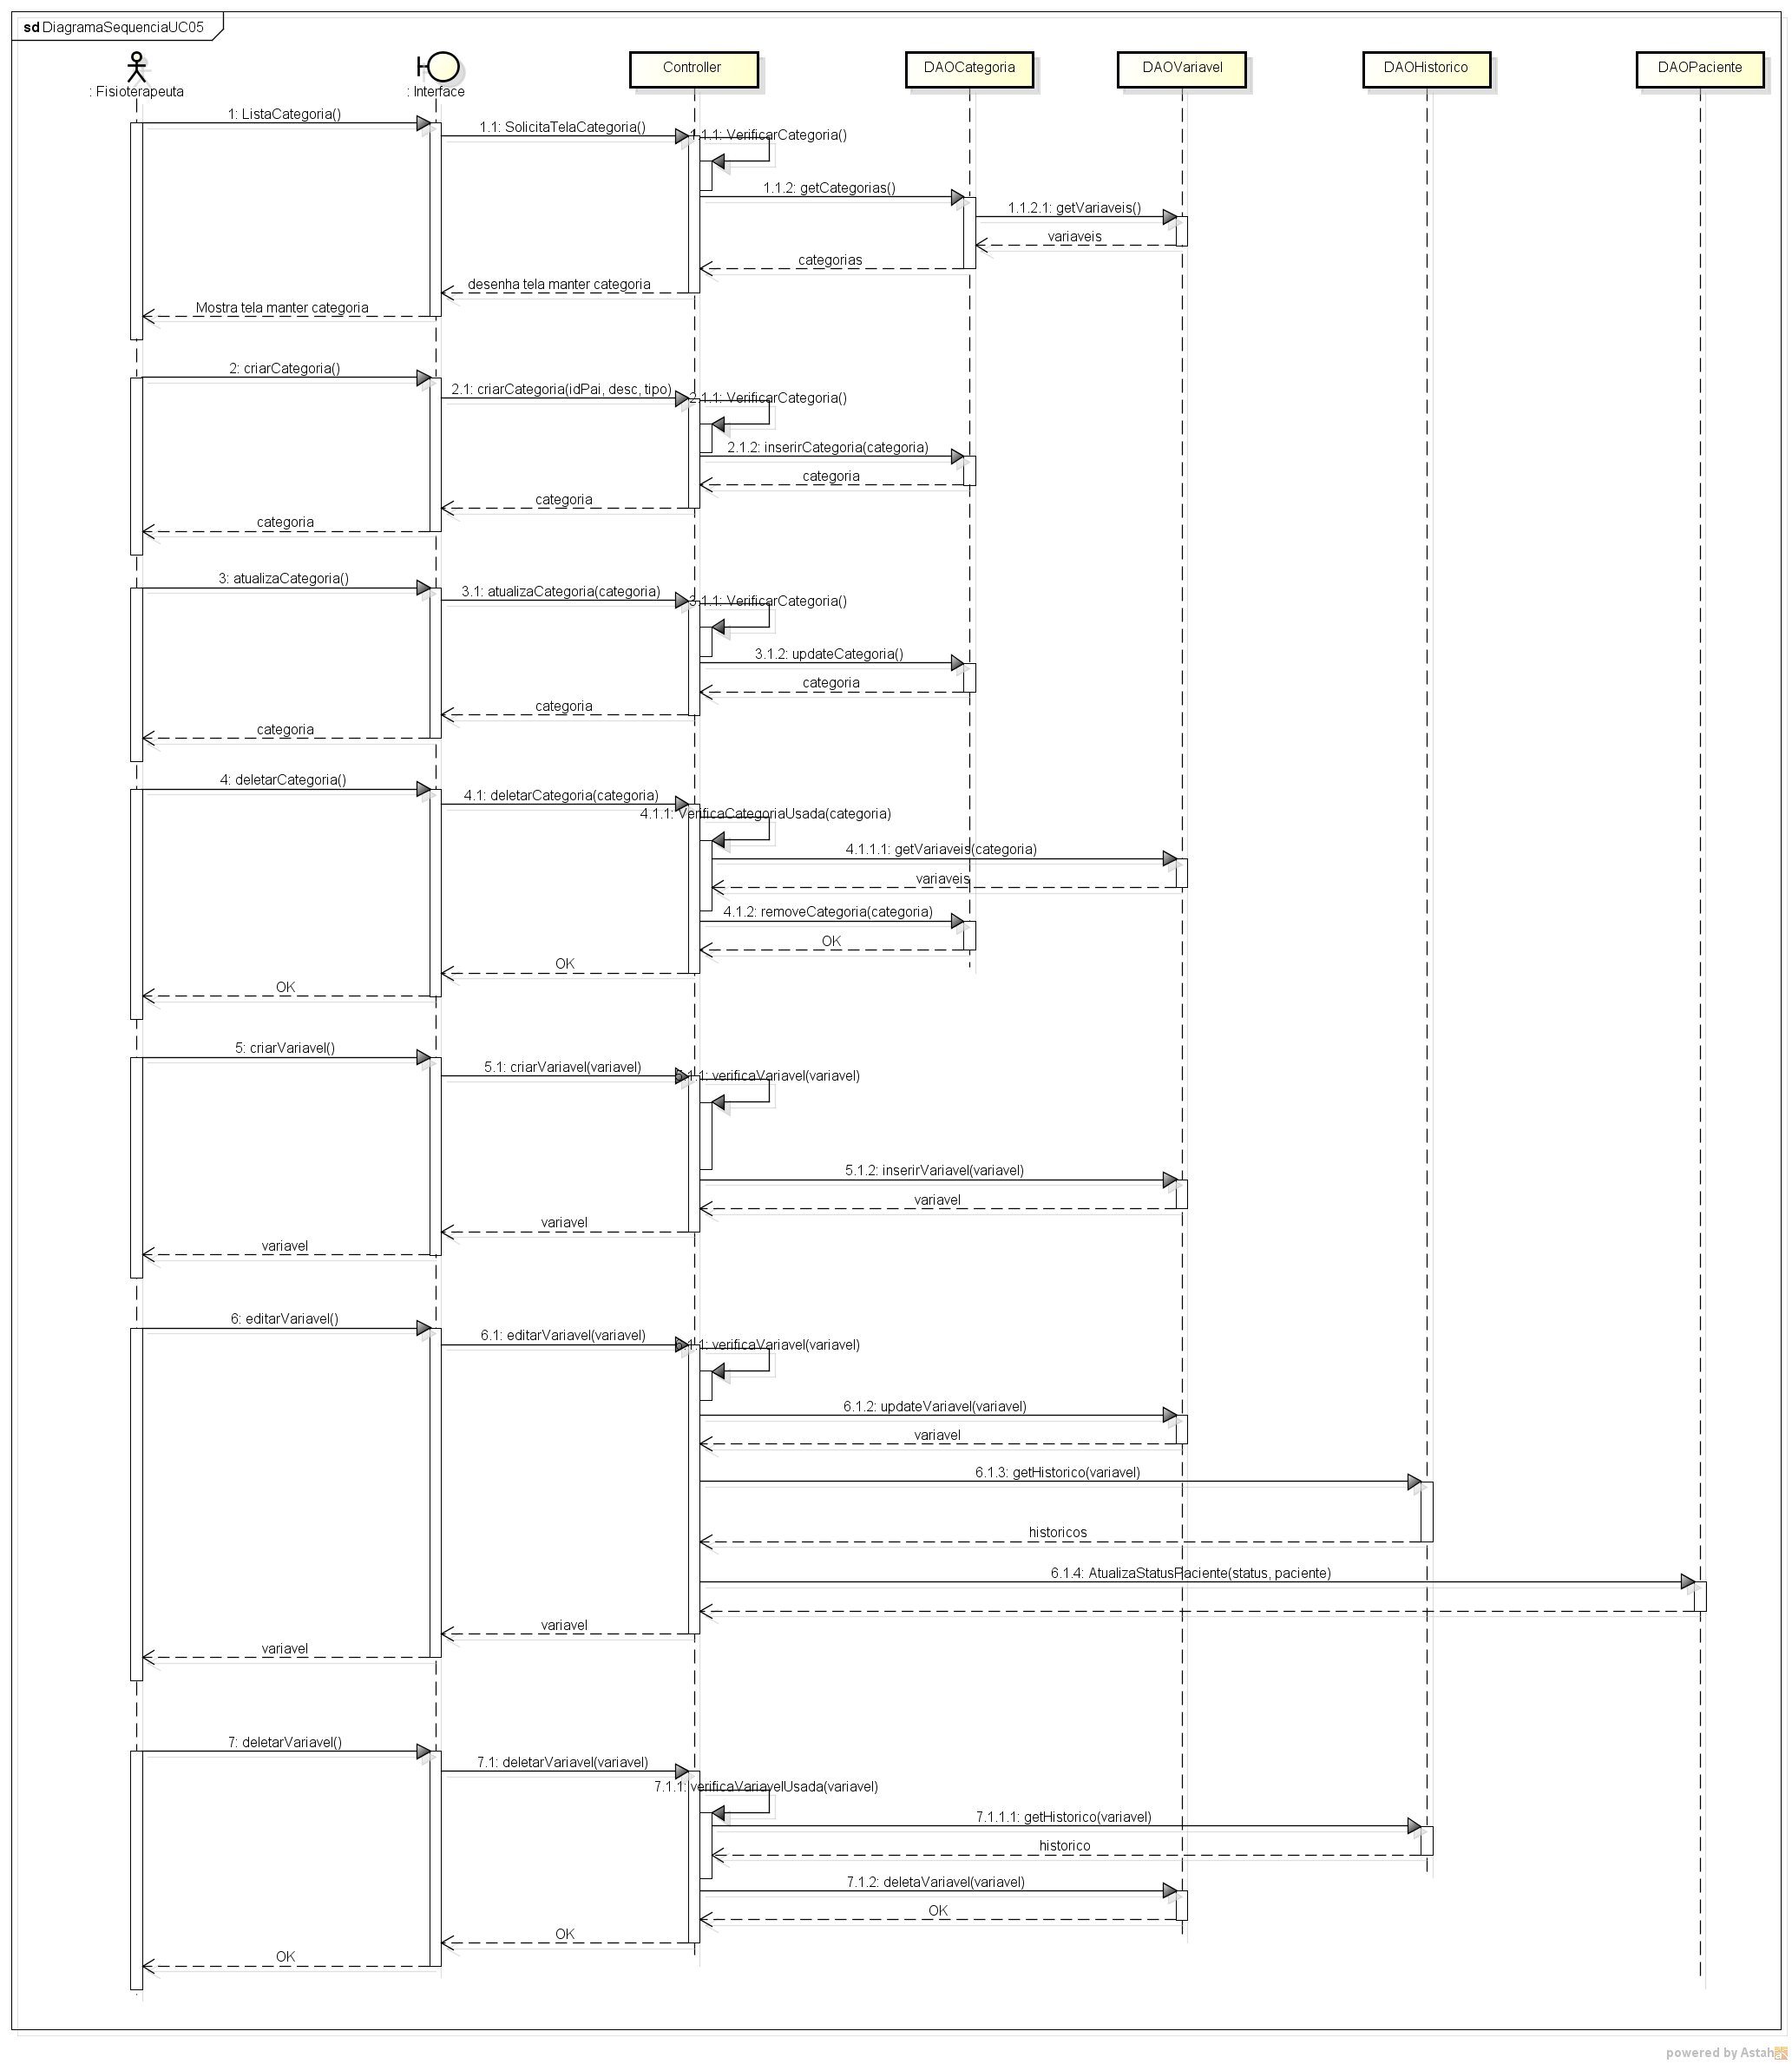 sd DiagramaSequenciaUC05
: Fisioterapeuta
: Interface
Controller
DAOCategoria
DAOVariavel
DAOHistorico
DAOPaciente
1: ListaCategoria()
1.1: SolicitaTelaCategoria()
1.1.1: VerificarCategoria()
1.1.2: getCategorias()
1.1.2.1: getVariaveis()
variaveis
categorias
desenha tela manter categoria
Mostra tela manter categoria
2: criarCategoria()
2.1: criarCategoria(idPai, desc, tipo)
2.1.1: VerificarCategoria()
2.1.2: inserirCategoria(categoria)
categoria
categoria
categoria
3: atualizaCategoria()
3.1: atualizaCategoria(categoria)
3.1.1: VerificarCategoria()
3.1.2: updateCategoria()
categoria
categoria
categoria
4: deletarCategoria()
4.1: deletarCategoria(categoria)
4.1.1: VerificaCategoriaUsada(categoria)
4.1.1.1: getVariaveis(categoria)
variaveis
4.1.2: removeCategoria(categoria)
OK
OK
OK
5: criarVariavel()
5.1: criarVariavel(variavel)
5.1.1: verificaVariavel(variavel)
5.1.2: inserirVariavel(variavel)
variavel
variavel
variavel
6: editarVariavel()
6.1: editarVariavel(variavel)
6.1.1: verificaVariavel(variavel)
6.1.2: updateVariavel(variavel)
variavel
6.1.3: getHistorico(variavel)
historicos
6.1.4: AtualizaStatusPaciente(status, paciente)
variavel
variavel
7: deletarVariavel()
7.1: deletarVariavel(variavel)
7.1.1: verificaVariavelUsada(variavel)
7.1.1.1: getHistorico(variavel)
historico
7.1.2: deletaVariavel(variavel)
OK
OK
OK
powered by Astah